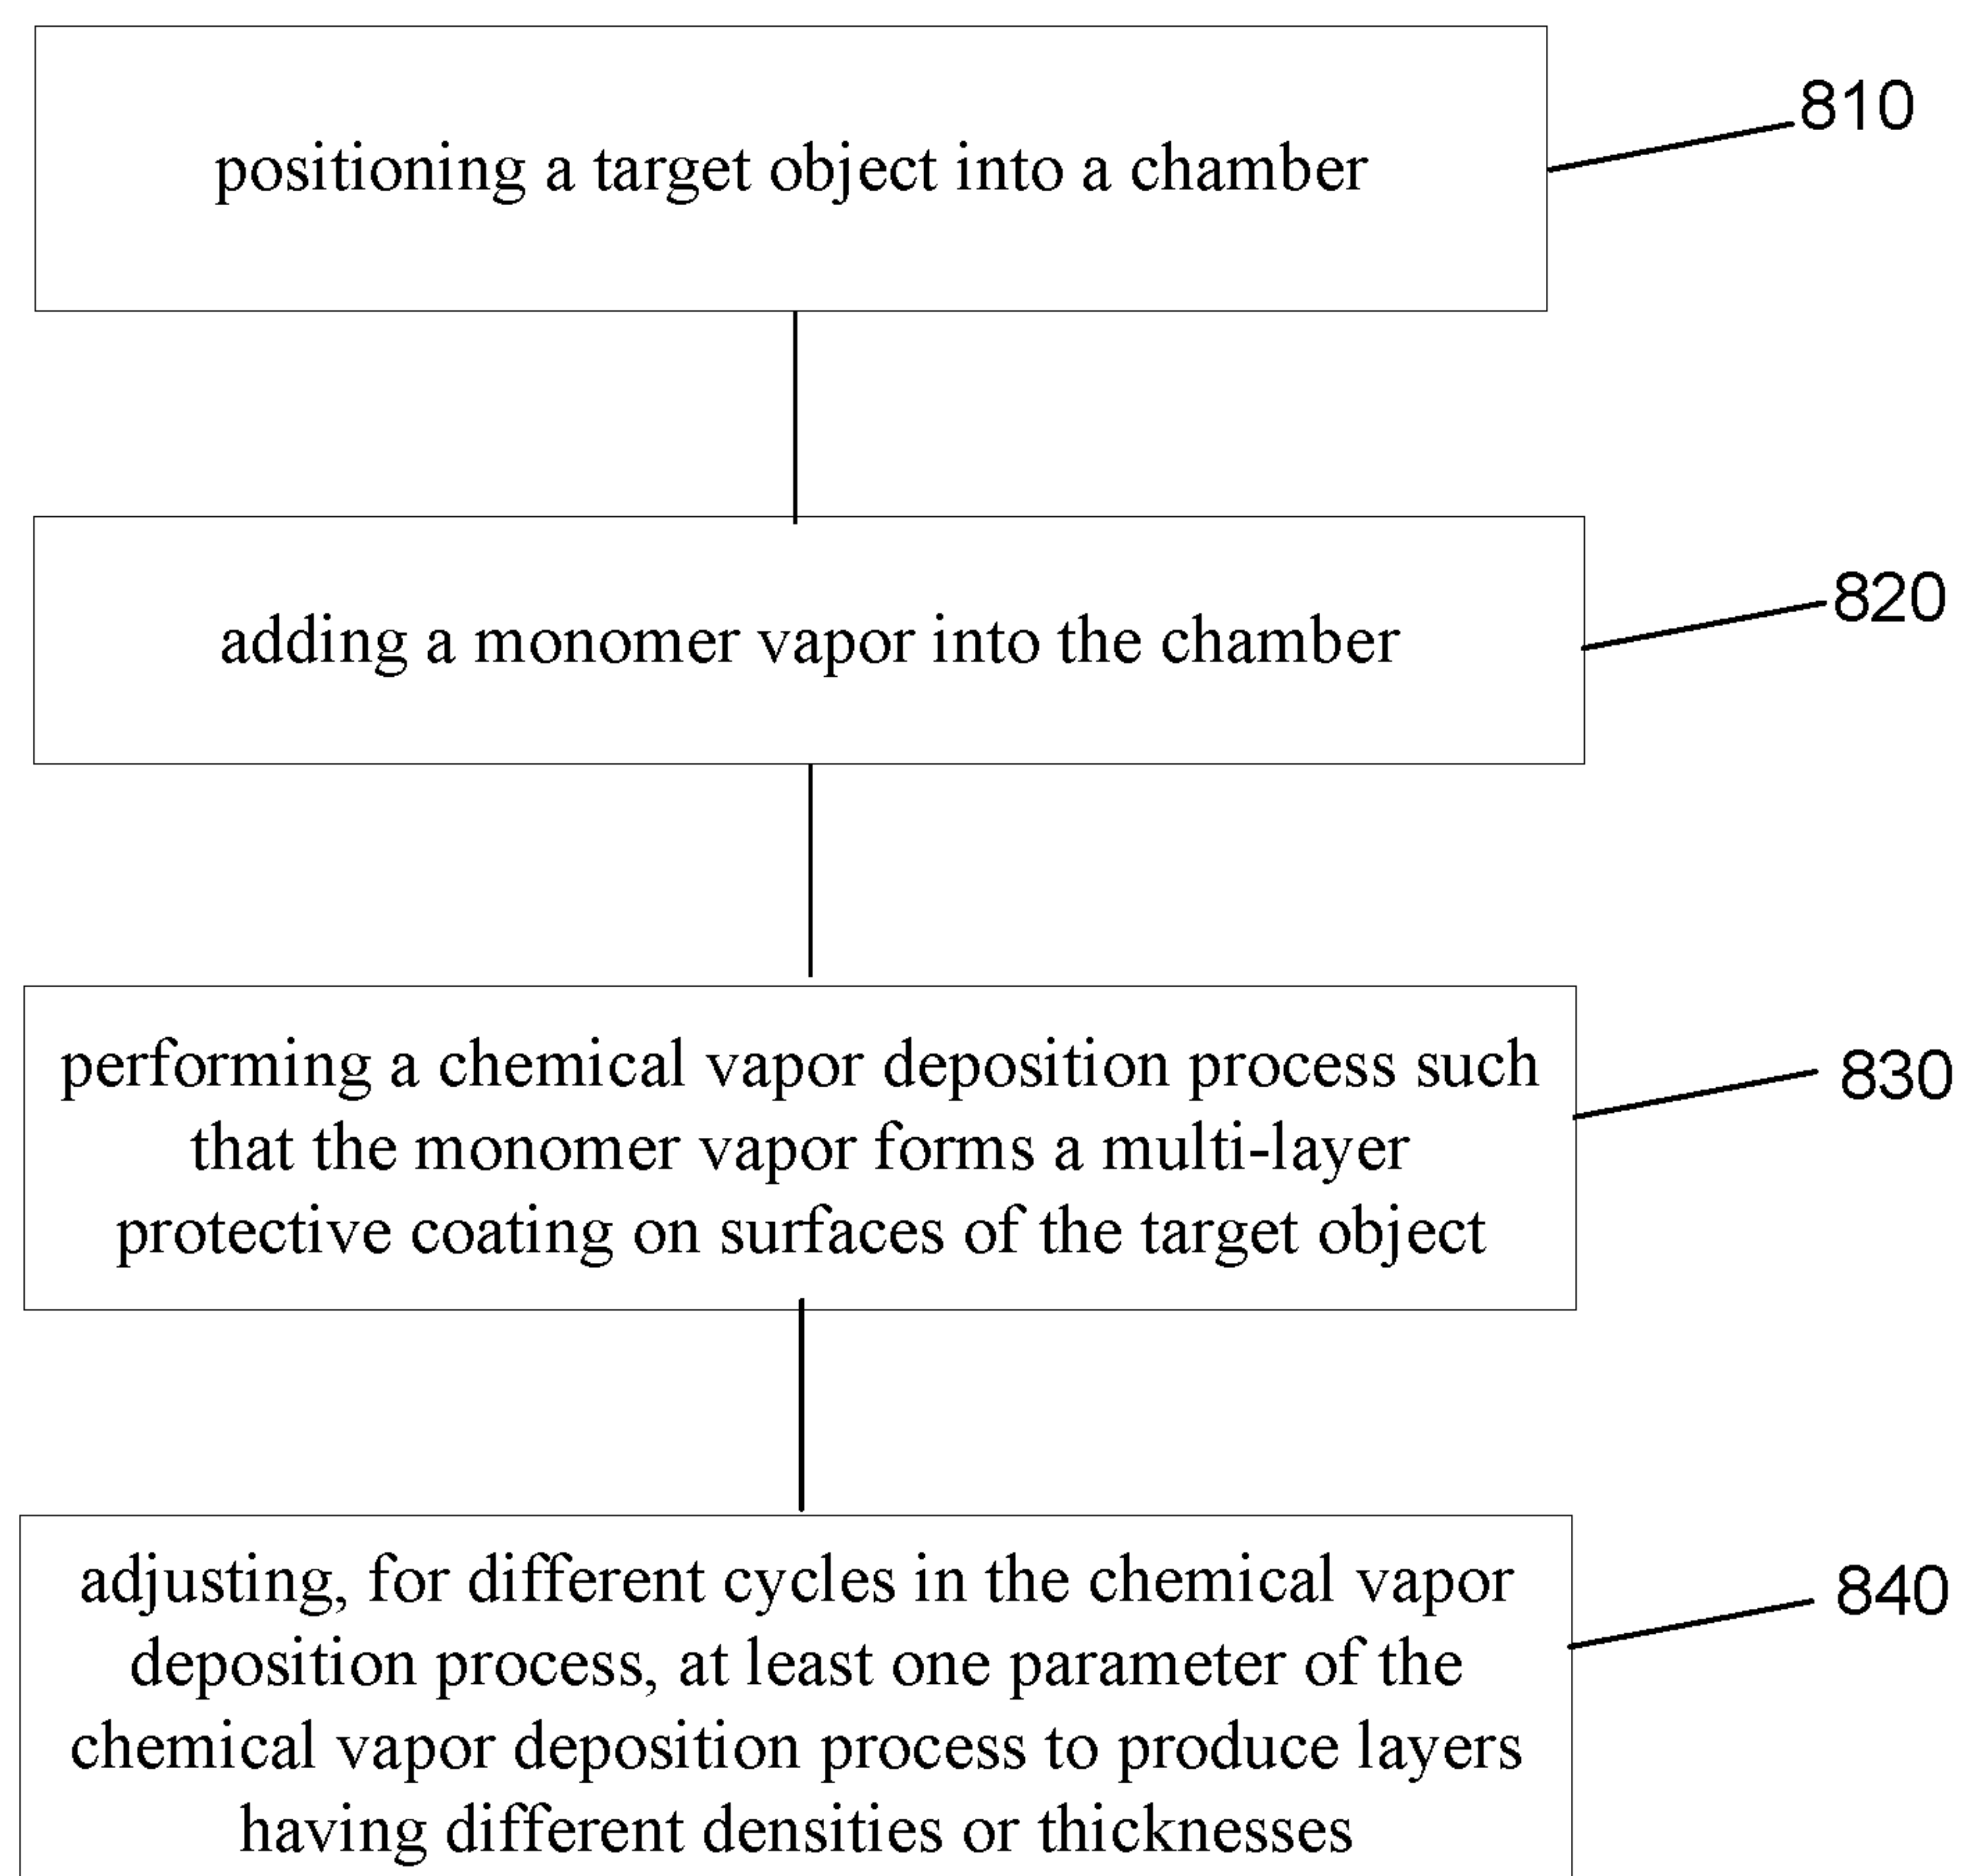 positioning a target object into a chamber
810
adding a monomer vapor into the chamber
820
performing a chemical vapor deposition process such
that the monomer vapor forms a multi-layer
protective coating on surfaces of the target object
830
adjusting, for different cycles in the chemical vapor
deposition process, at least one parameter of the
chemical vapor deposition process to produce layers
having different densities or thicknesses
840